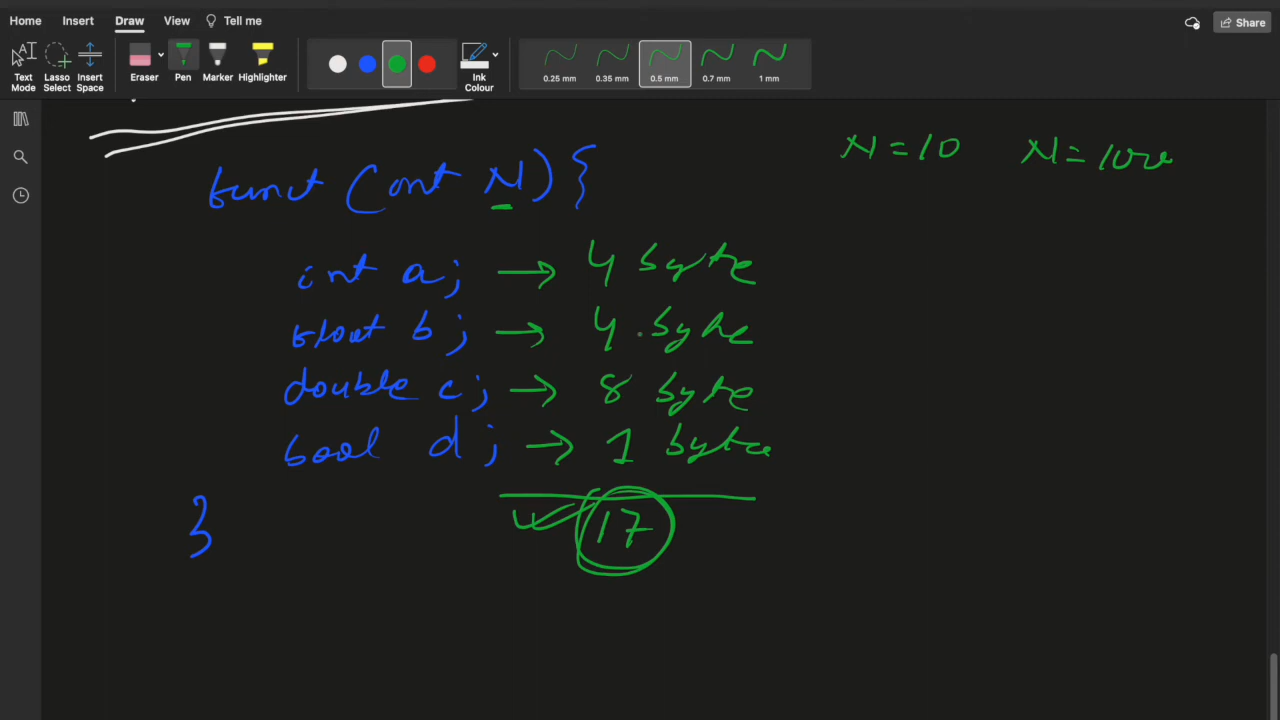 Home Insert Draw View Tell me
Share
Text Mode Lasso Select Insert Space Eraser Pen Marker Highlighter Ink Colour 0.25 mm 0.35 mm 0.5 mm 0.7 mm 1 mm
N = 10 N = 1000
funct (int N) {
int a; → 4 byte
float b; → 4 byte
double c; → 8 byte
bool d; → 1 byte
} 17